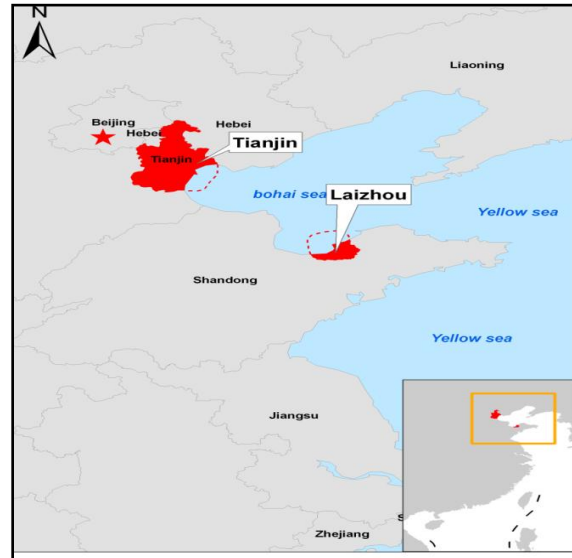 N
Liaoning
Beijing
Hebei
Hebei
Tianjin
Tianjin
bohai sea
Laizhou
Yellow sea
Shandong
Yellow sea
Jiangsu
Zhejiang
S